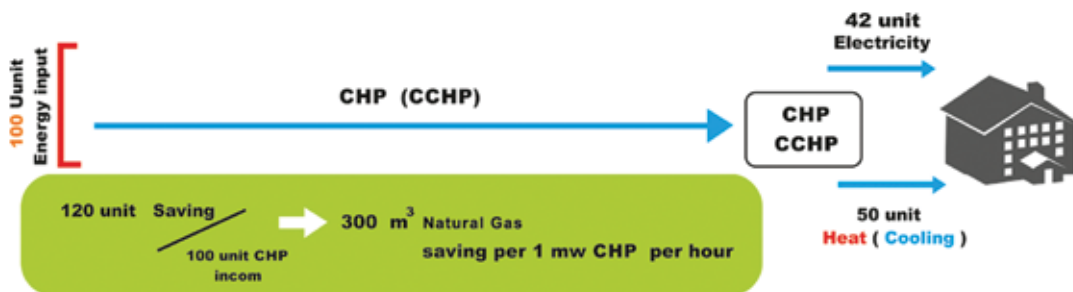 100 Uunit
Energy input
CHP (CCHP)
CHP
CCHP
42 unit
Electricity
50 unit
Heat ( Cooling )
120 unit Saving
100 unit CHP
incom
300 m³ Natural Gas
saving per 1 mw CHP per hour